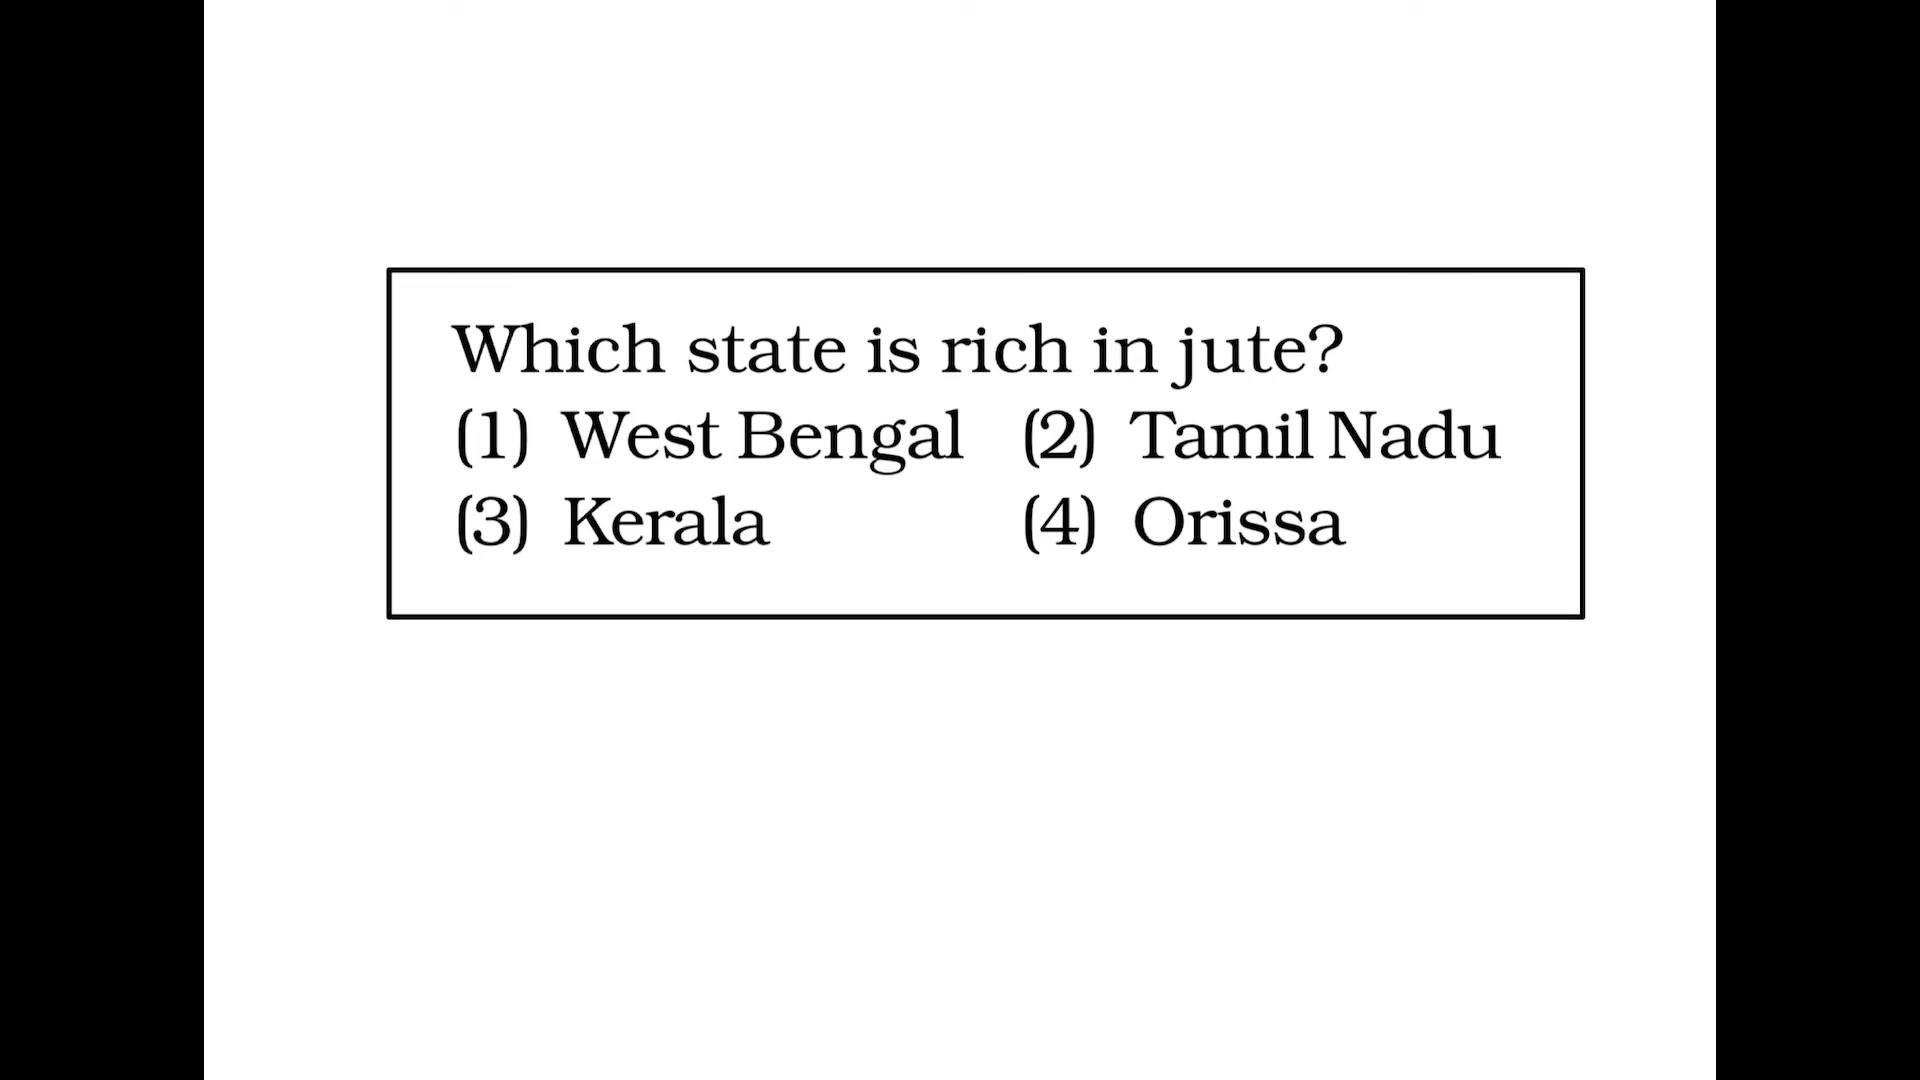 Which state is rich in jute?
(1) West Bengal (2) Tamil Nadu
(3) Kerala (4) Orissa